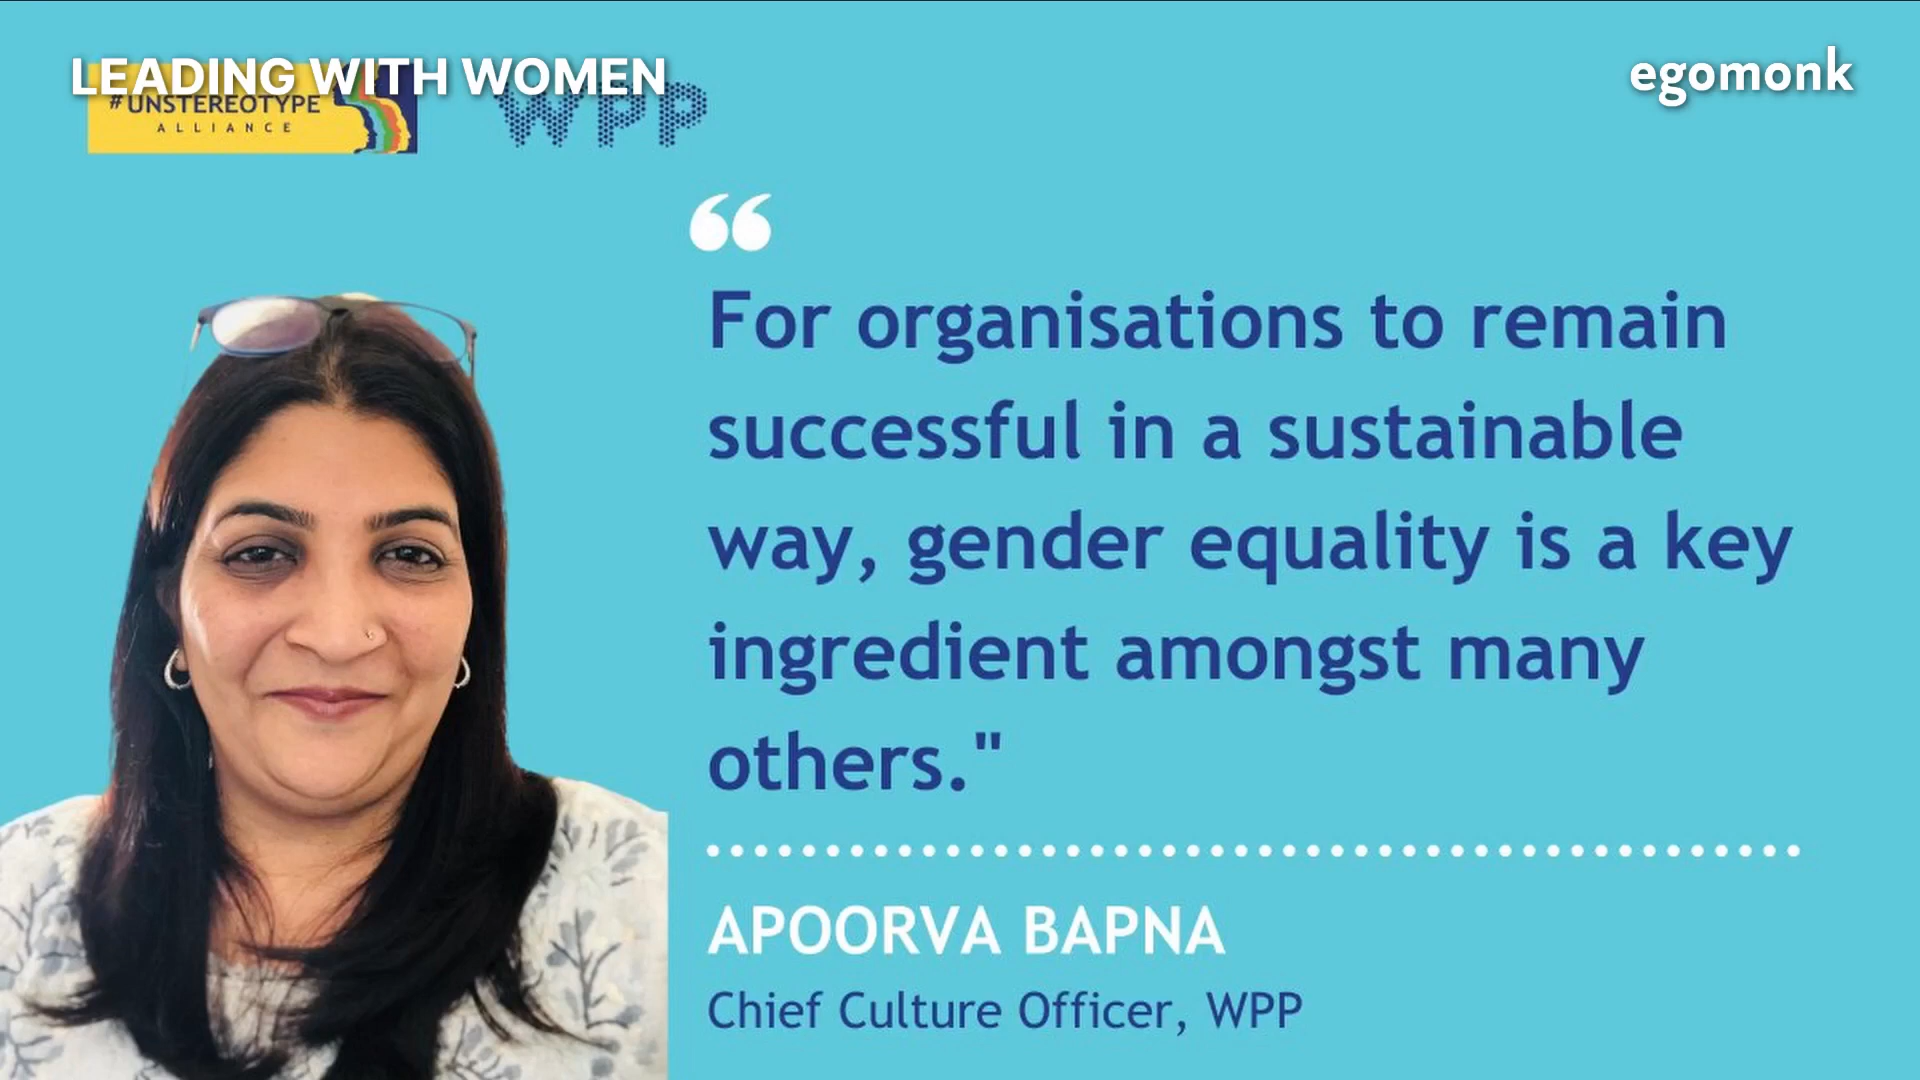 LEADING WITH WOMEN
egomonk
#UNSTEREOTYPE
ALLIANCE
WPP
“
For organisations to remain
successful in a sustainable
way, gender equality is a key
ingredient amongst many
others."
APOORVA BAPNA
Chief Culture Officer, WPP